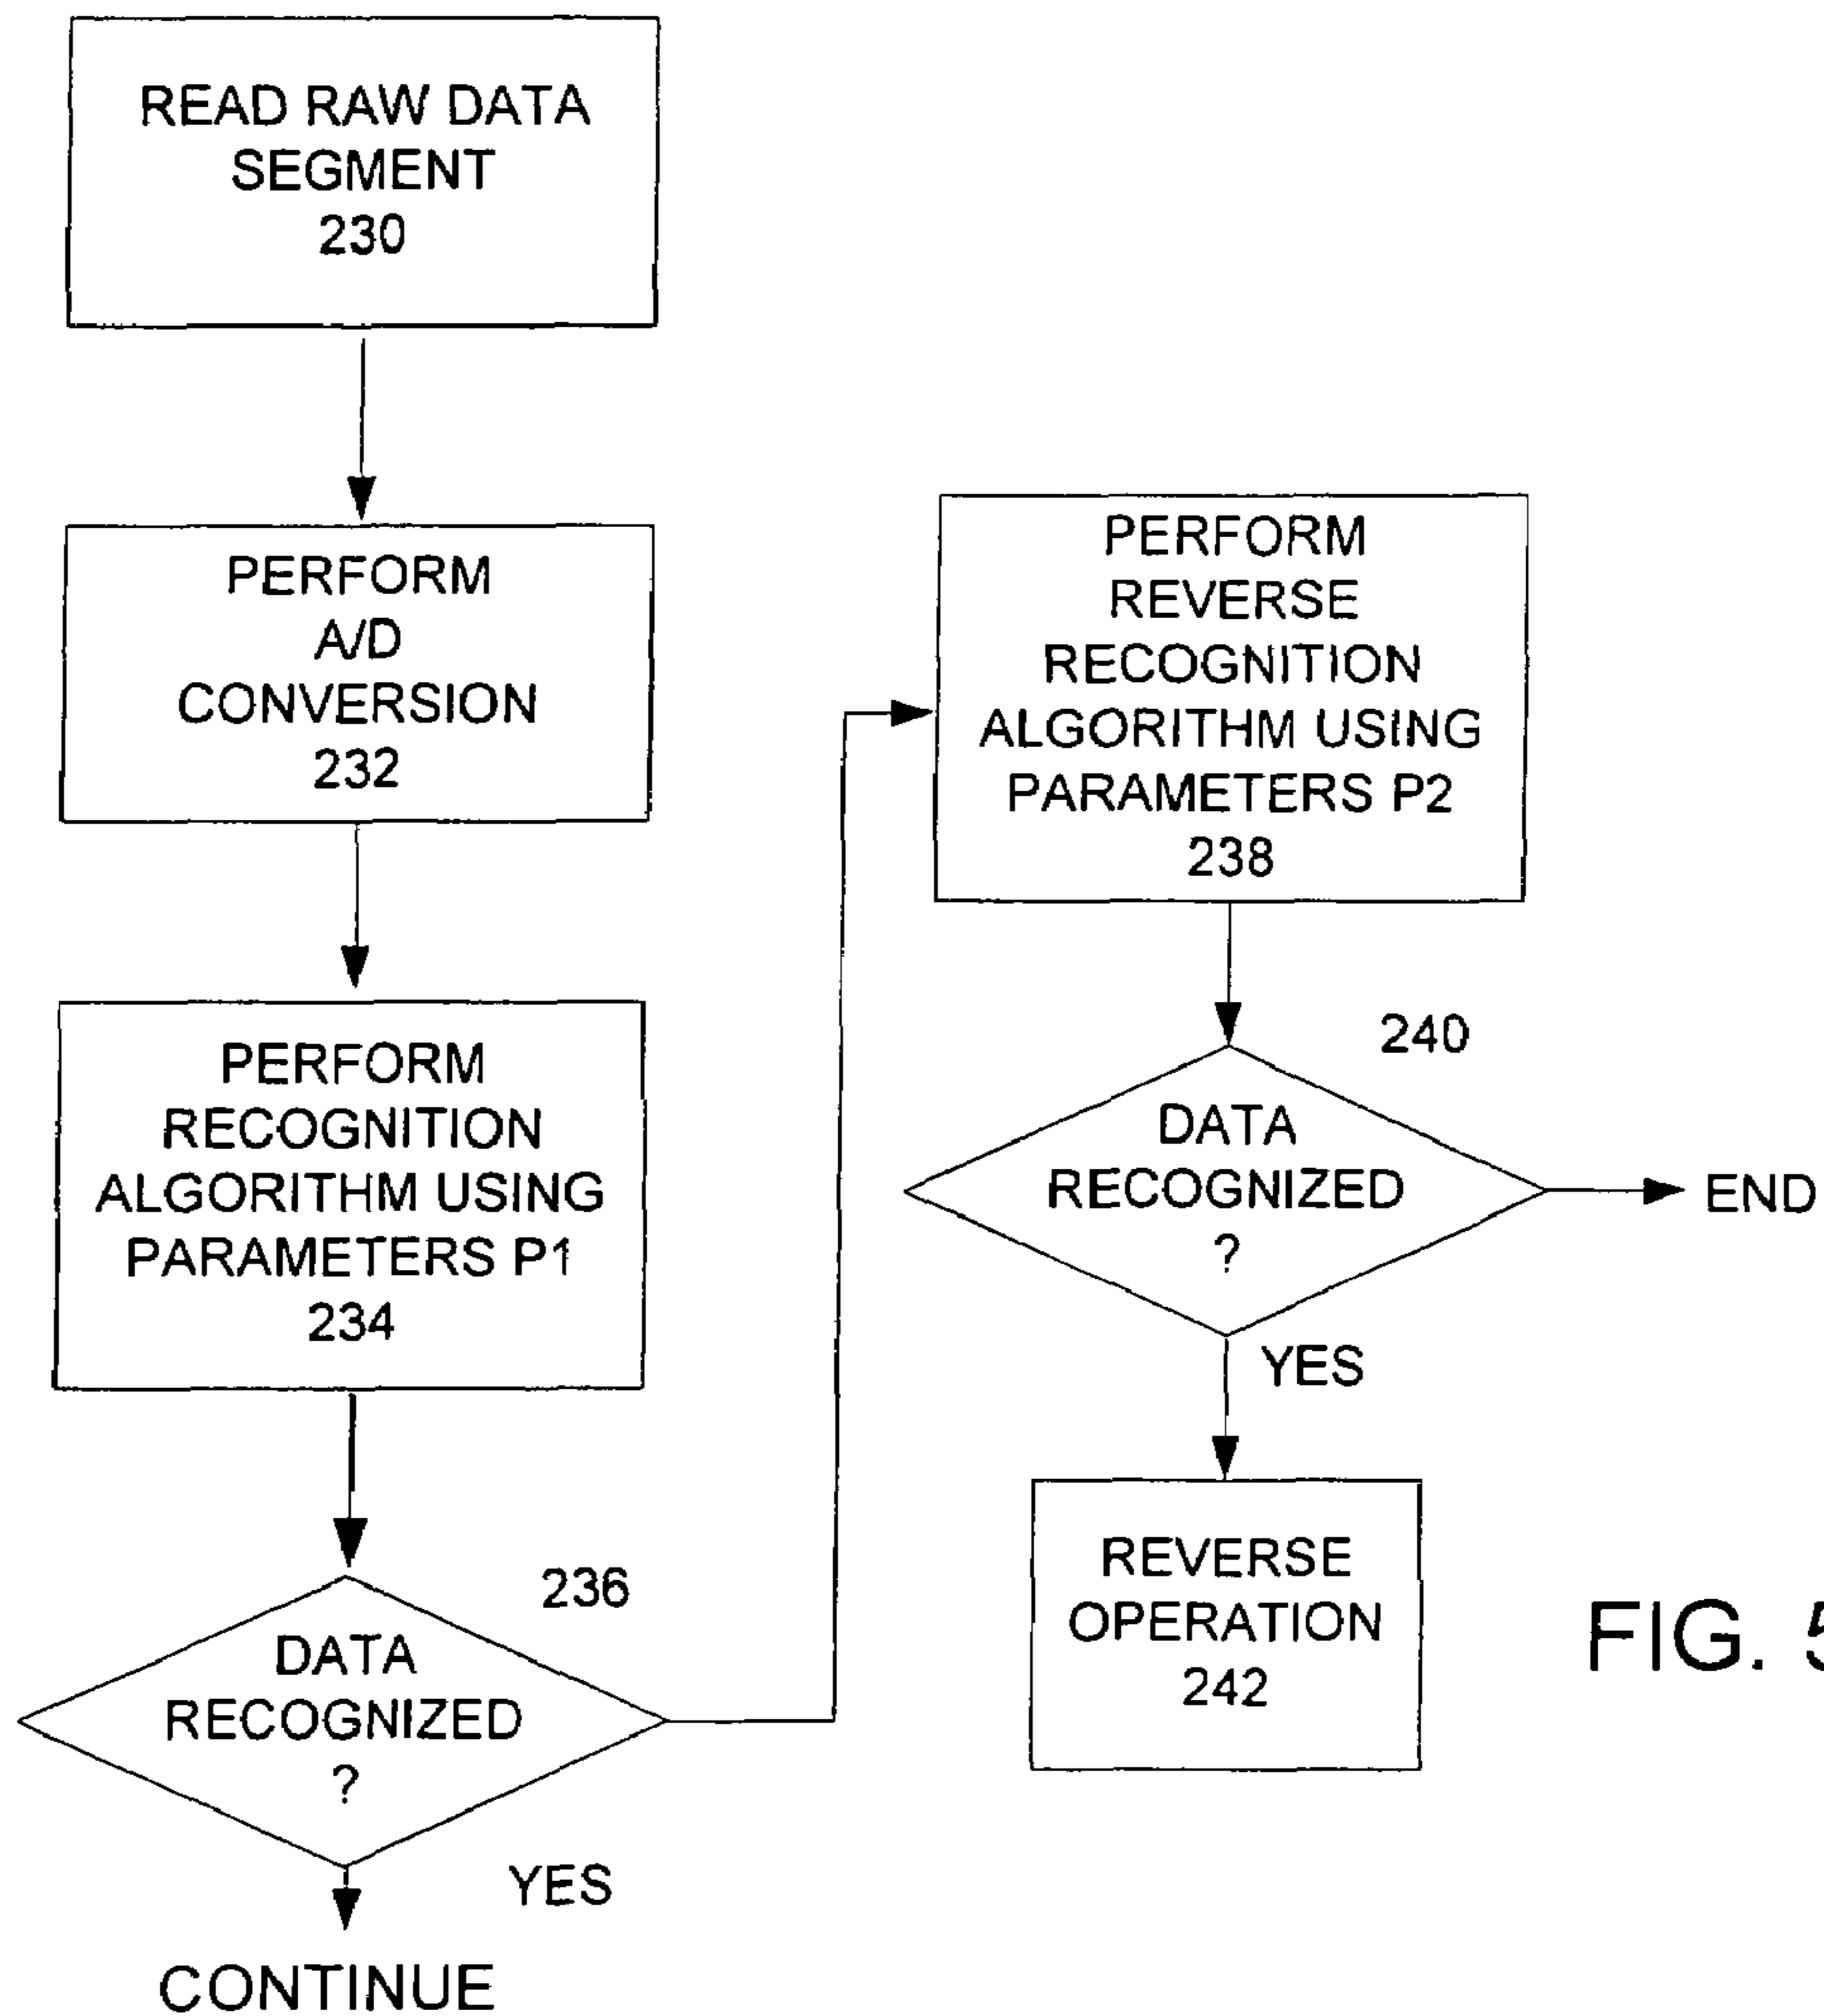 READ RAW DATA
SEGMENT
230
PERFORM
A/D
CONVERSION
232
PERFORM
RECOGNITION
ALGORITHM USING
PARAMETERS P1
234
236
DATA
RECOGNIZED
?
YES
CONTINUE
PERFORM
REVERSE
RECOGNITION
ALGORITHM USING
PARAMETERS P2
238
240
DATA
RECOGNIZED
?
END
YES
REVERSE
OPERATION
242
FIG. 5